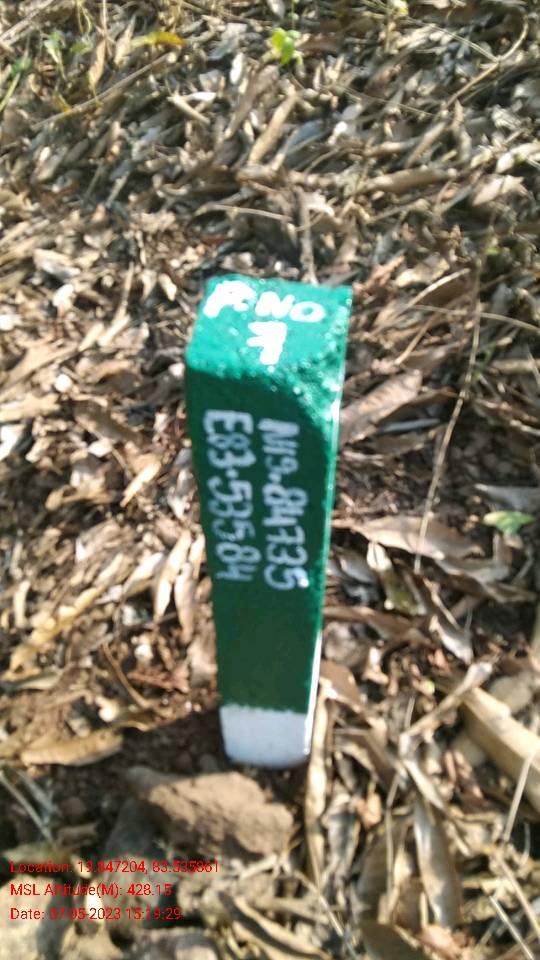 P.NO
7
N19.84735
E83.53584
Location: 19.847204, 83.535861
MSL Altitude(M): 428.15
Date: 07-05-2023 15:19:29